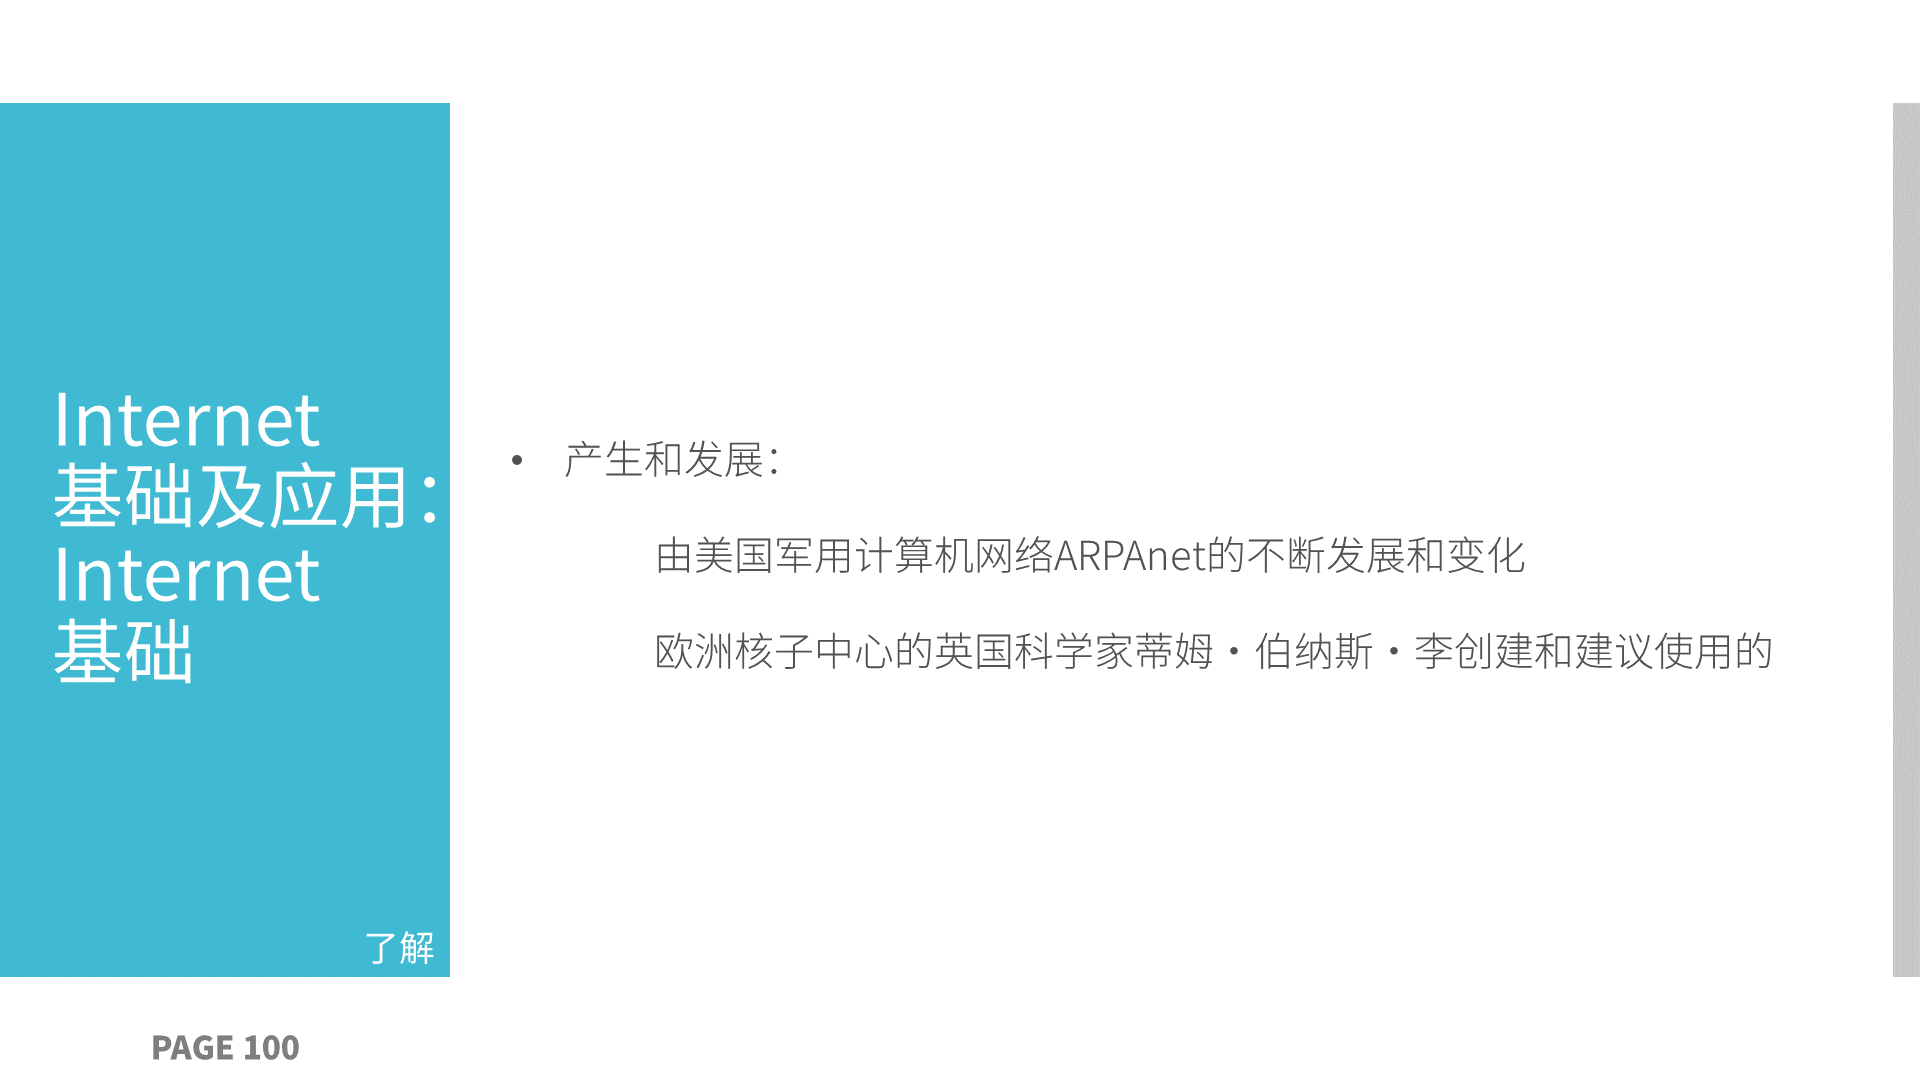 Internet
基础及应用：
Internet
基础
了解
• 产生和发展：
由美国军用计算机网络ARPAnet的不断发展和变化
欧洲核子中心的英国科学家蒂姆·伯纳斯·李创建和建议使用的
PAGE 100